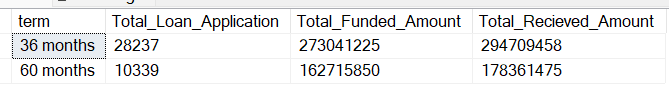 term Total_Loan_Application Total_Funded_Amount Total_Recieved_Amount
36 months 28237 273041225 294709458
60 months 10339 162715850 178361475